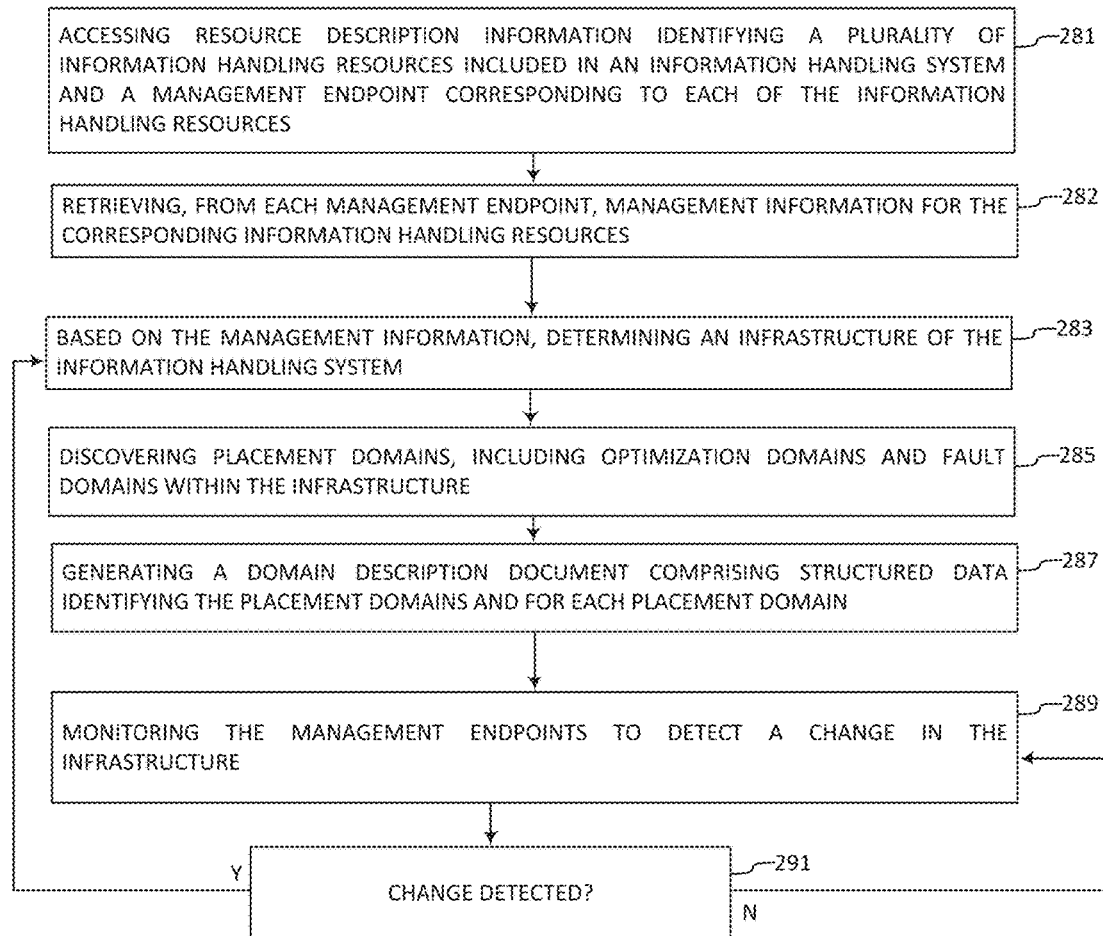 ACCESSING RESOURCE DESCRIPTION INFORMATION IDENTIFYING A PLURALITY OF
INFORMATION HANDLING RESOURCES INCLUDED IN AN INFORMATION HANDLING SYSTEM
AND A MANAGEMENT ENDPOINT CORRESPONDING TO EACH OF THE INFORMATION
HANDLING RESOURCES
281
RETRIEVING, FROM EACH MANAGEMENT ENDPOINT, MANAGEMENT INFORMATION FOR THE
CORRESPONDING INFORMATION HANDLING RESOURCES
282
BASED ON THE MANAGEMENT INFORMATION, DETERMINING AN INFRASTRUCTURE OF THE
INFORMATION HANDLING SYSTEM
283
DISCOVERING PLACEMENT DOMAINS, INCLUDING OPTIMIZATION DOMAINS AND FAULT
DOMAINS WITHIN THE INFRASTRUCTURE
285
GENERATING A DOMAIN DESCRIPTION DOCUMENT COMPRISING STRUCTURED DATA
IDENTIFYING THE PLACEMENT DOMAINS AND FOR EACH PLACEMENT DOMAIN
287
MONITORING THE MANAGEMENT ENDPOINTS TO DETECT A CHANGE IN THE
INFRASTRUCTURE
289
Y
CHANGE DETECTED?
291
N